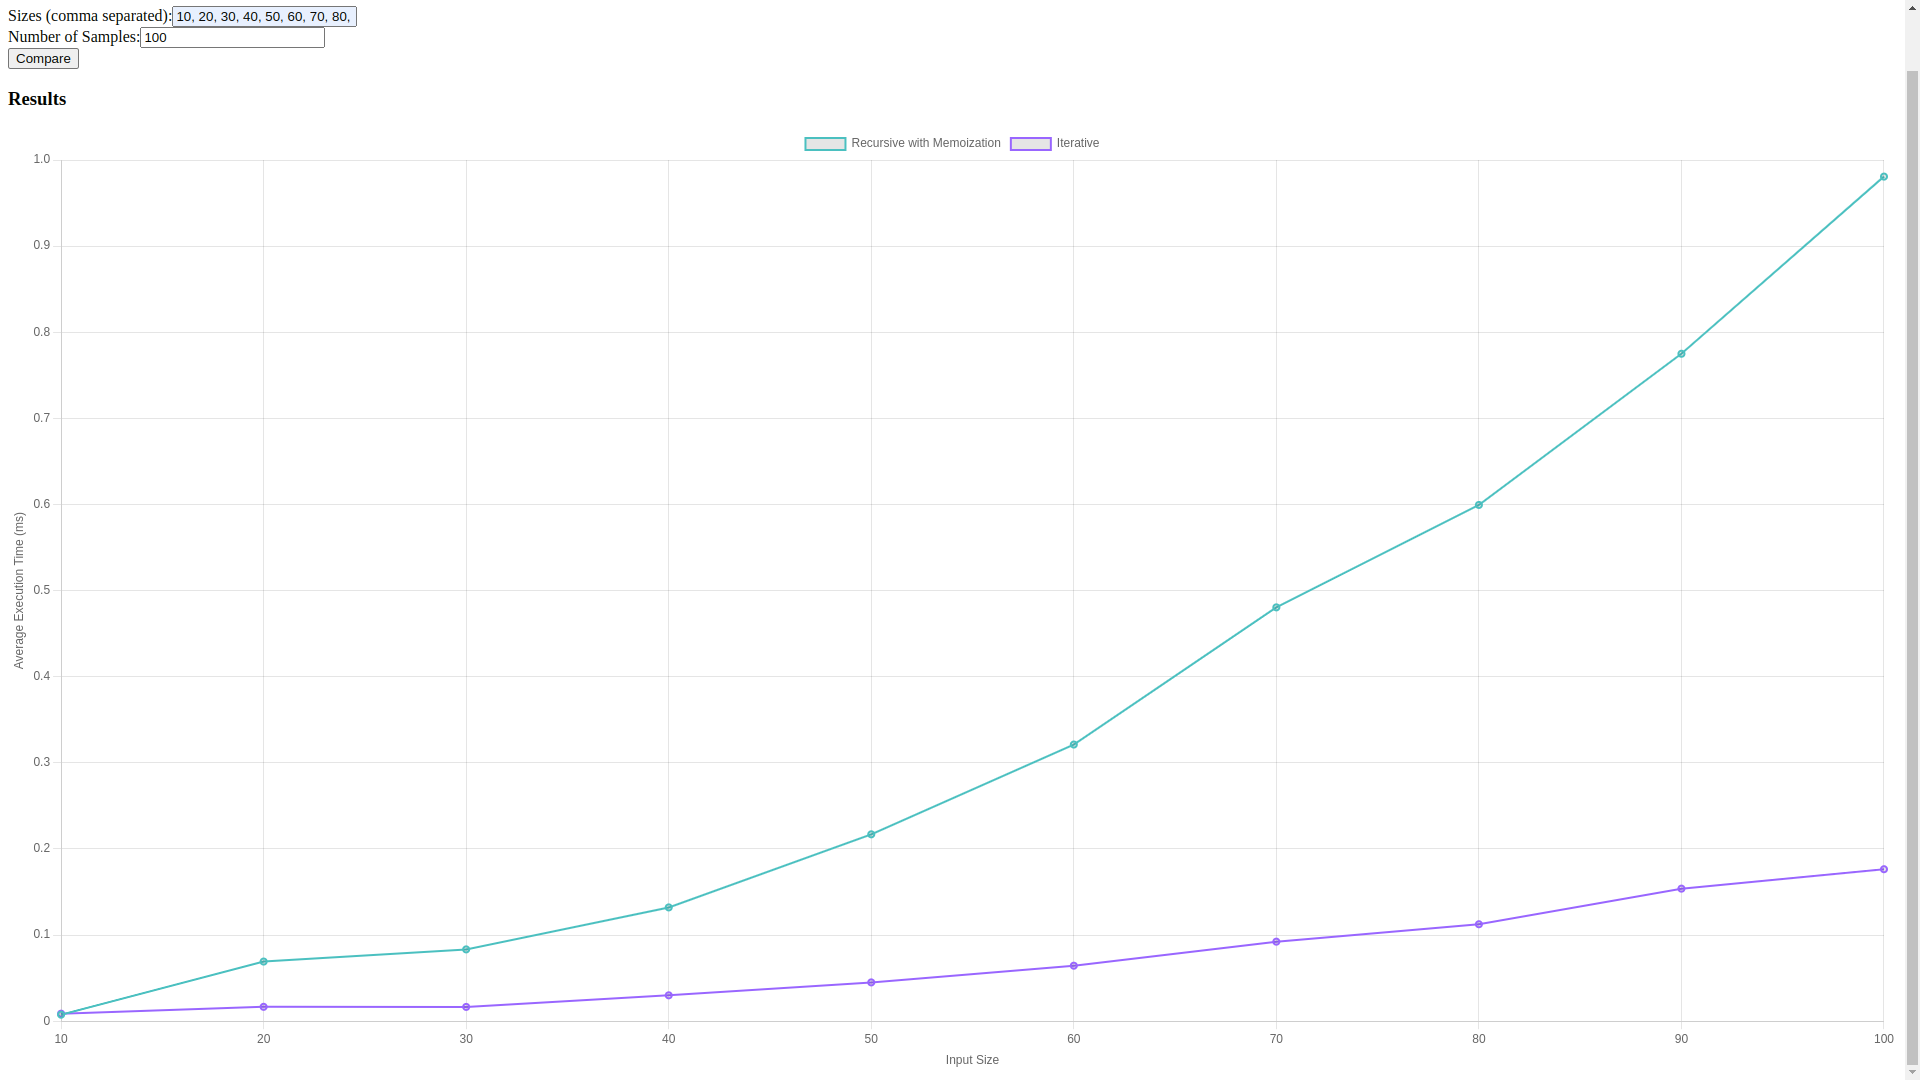 Sizes (comma separated):10, 20, 30, 40, 50, 60, 70, 80,
Number of Samples:100
Compare
Results
Recursive with Memoization Iterative
1.0
0.9
0.8
0.7
0.6
0.5
0.4
0.3
0.2
0.1
0
Average Execution Time (ms)
10 20 30 40 50 60 70 80 90 100
Input Size